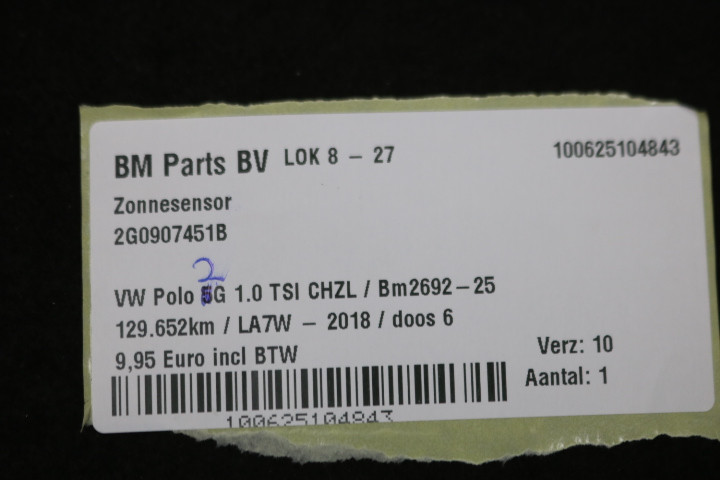 BM Parts BV LOK 8 - 27 100625104843
Zonnesensor
2G0907451B
2
VW Polo G 1.0 TSI CHZL / Bm2692-25
129.652km / LA7W - 2018 / doos 6
9,95 Euro incl BTW
Verz: 10
Aantal: 1
100625104843